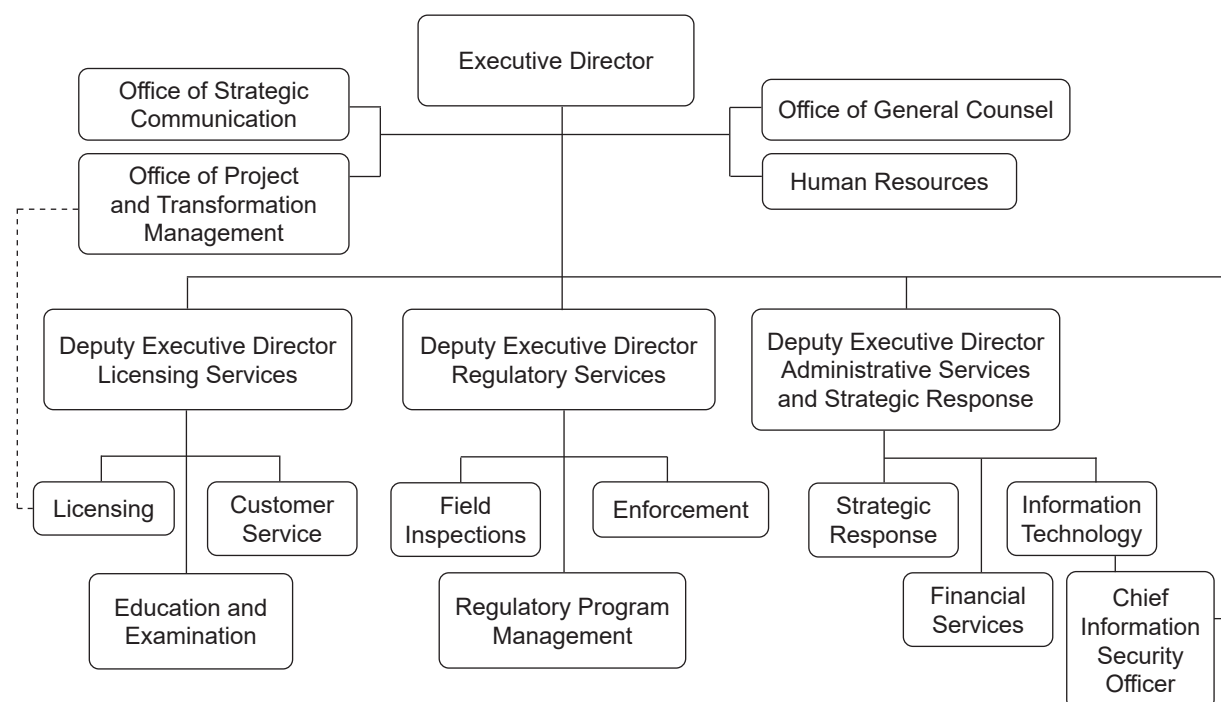 Executive Director
Office of Strategic
Communication
Office of General Counsel
Office of Project
and Transformation
Management
Human Resources
Deputy Executive Director
Licensing Services
Deputy Executive Director
Regulatory Services
Deputy Executive Director
Administrative Services
and Strategic Response
Licensing
Customer
Service
Field
Inspections
Enforcement
Strategic
Response
Information
Technology
Education and
Examination
Regulatory Program
Management
Financial
Services
Chief
Information
Security
Officer